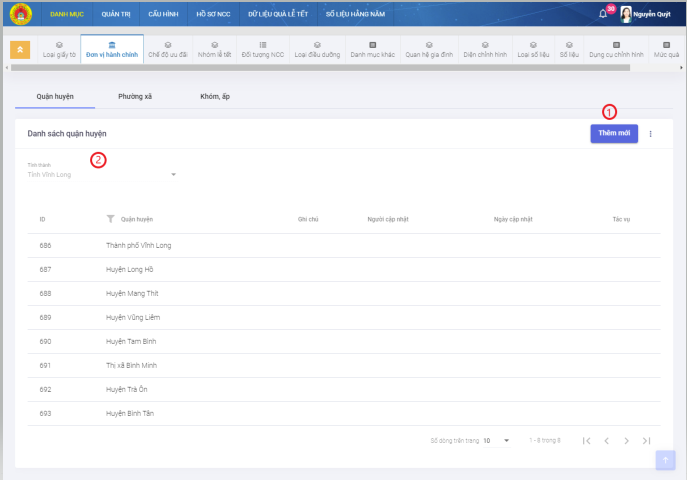 DANH MỤC QUẢN TRỊ CẤU HÌNH HỒ SƠ NCC DỮ LIỆU QUÀ LỄ TẾT SỐ LIỆU HẰNG NĂM 38 Nguyễn Quýt
Loại giấy tờ Đơn vị hành chính Chế độ ưu đãi Nhóm lễ tết Đối tượng NCC Loại điều dưỡng Danh mục khác Quan hệ gia đình Diện chỉnh hình Loại số liệu Số liệu Dụng cụ chỉnh hình Mức quà
Quận huyện Phường xã Khóm, ấp
1
Danh sách quận huyện Thêm mới
2
Tỉnh thành
Tỉnh Vĩnh Long
ID Quận huyện Ghi chú Người cập nhật Ngày cập nhật Tác vụ
686 Thành phố Vĩnh Long
687 Huyện Long Hồ
688 Huyện Mang Thít
689 Huyện Vũng Liêm
690 Huyện Tam Bình
691 Thị xã Bình Minh
692 Huyện Trà Ôn
693 Huyện Bình Tân
Số dòng trên trang 10 1 - 8 trong 8